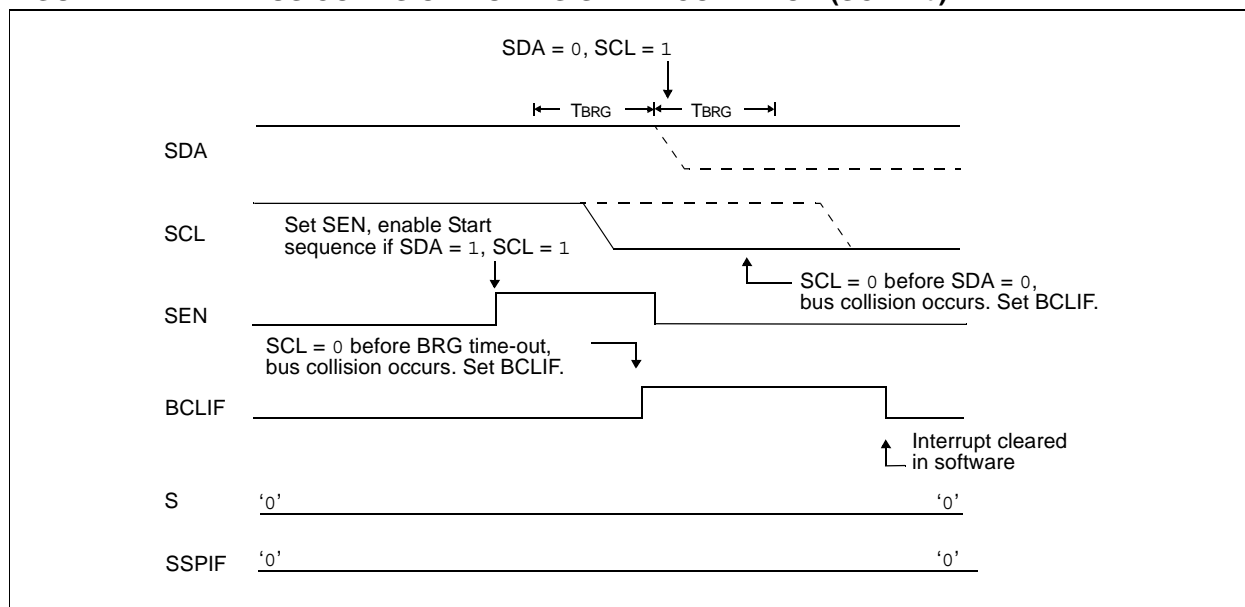 SDA = 0, SCL = 1
TBRG TBRG
SDA
SCL
Set SEN, enable Start
sequence if SDA = 1, SCL = 1
SCL = 0 before SDA = 0,
bus collision occurs. Set BCLIF.
SEN
SCL = 0 before BRG time-out,
bus collision occurs. Set BCLIF.
BCLIF
Interrupt cleared
in software
S ‘0’ ‘0’
SSPIF ‘0’ ‘0’